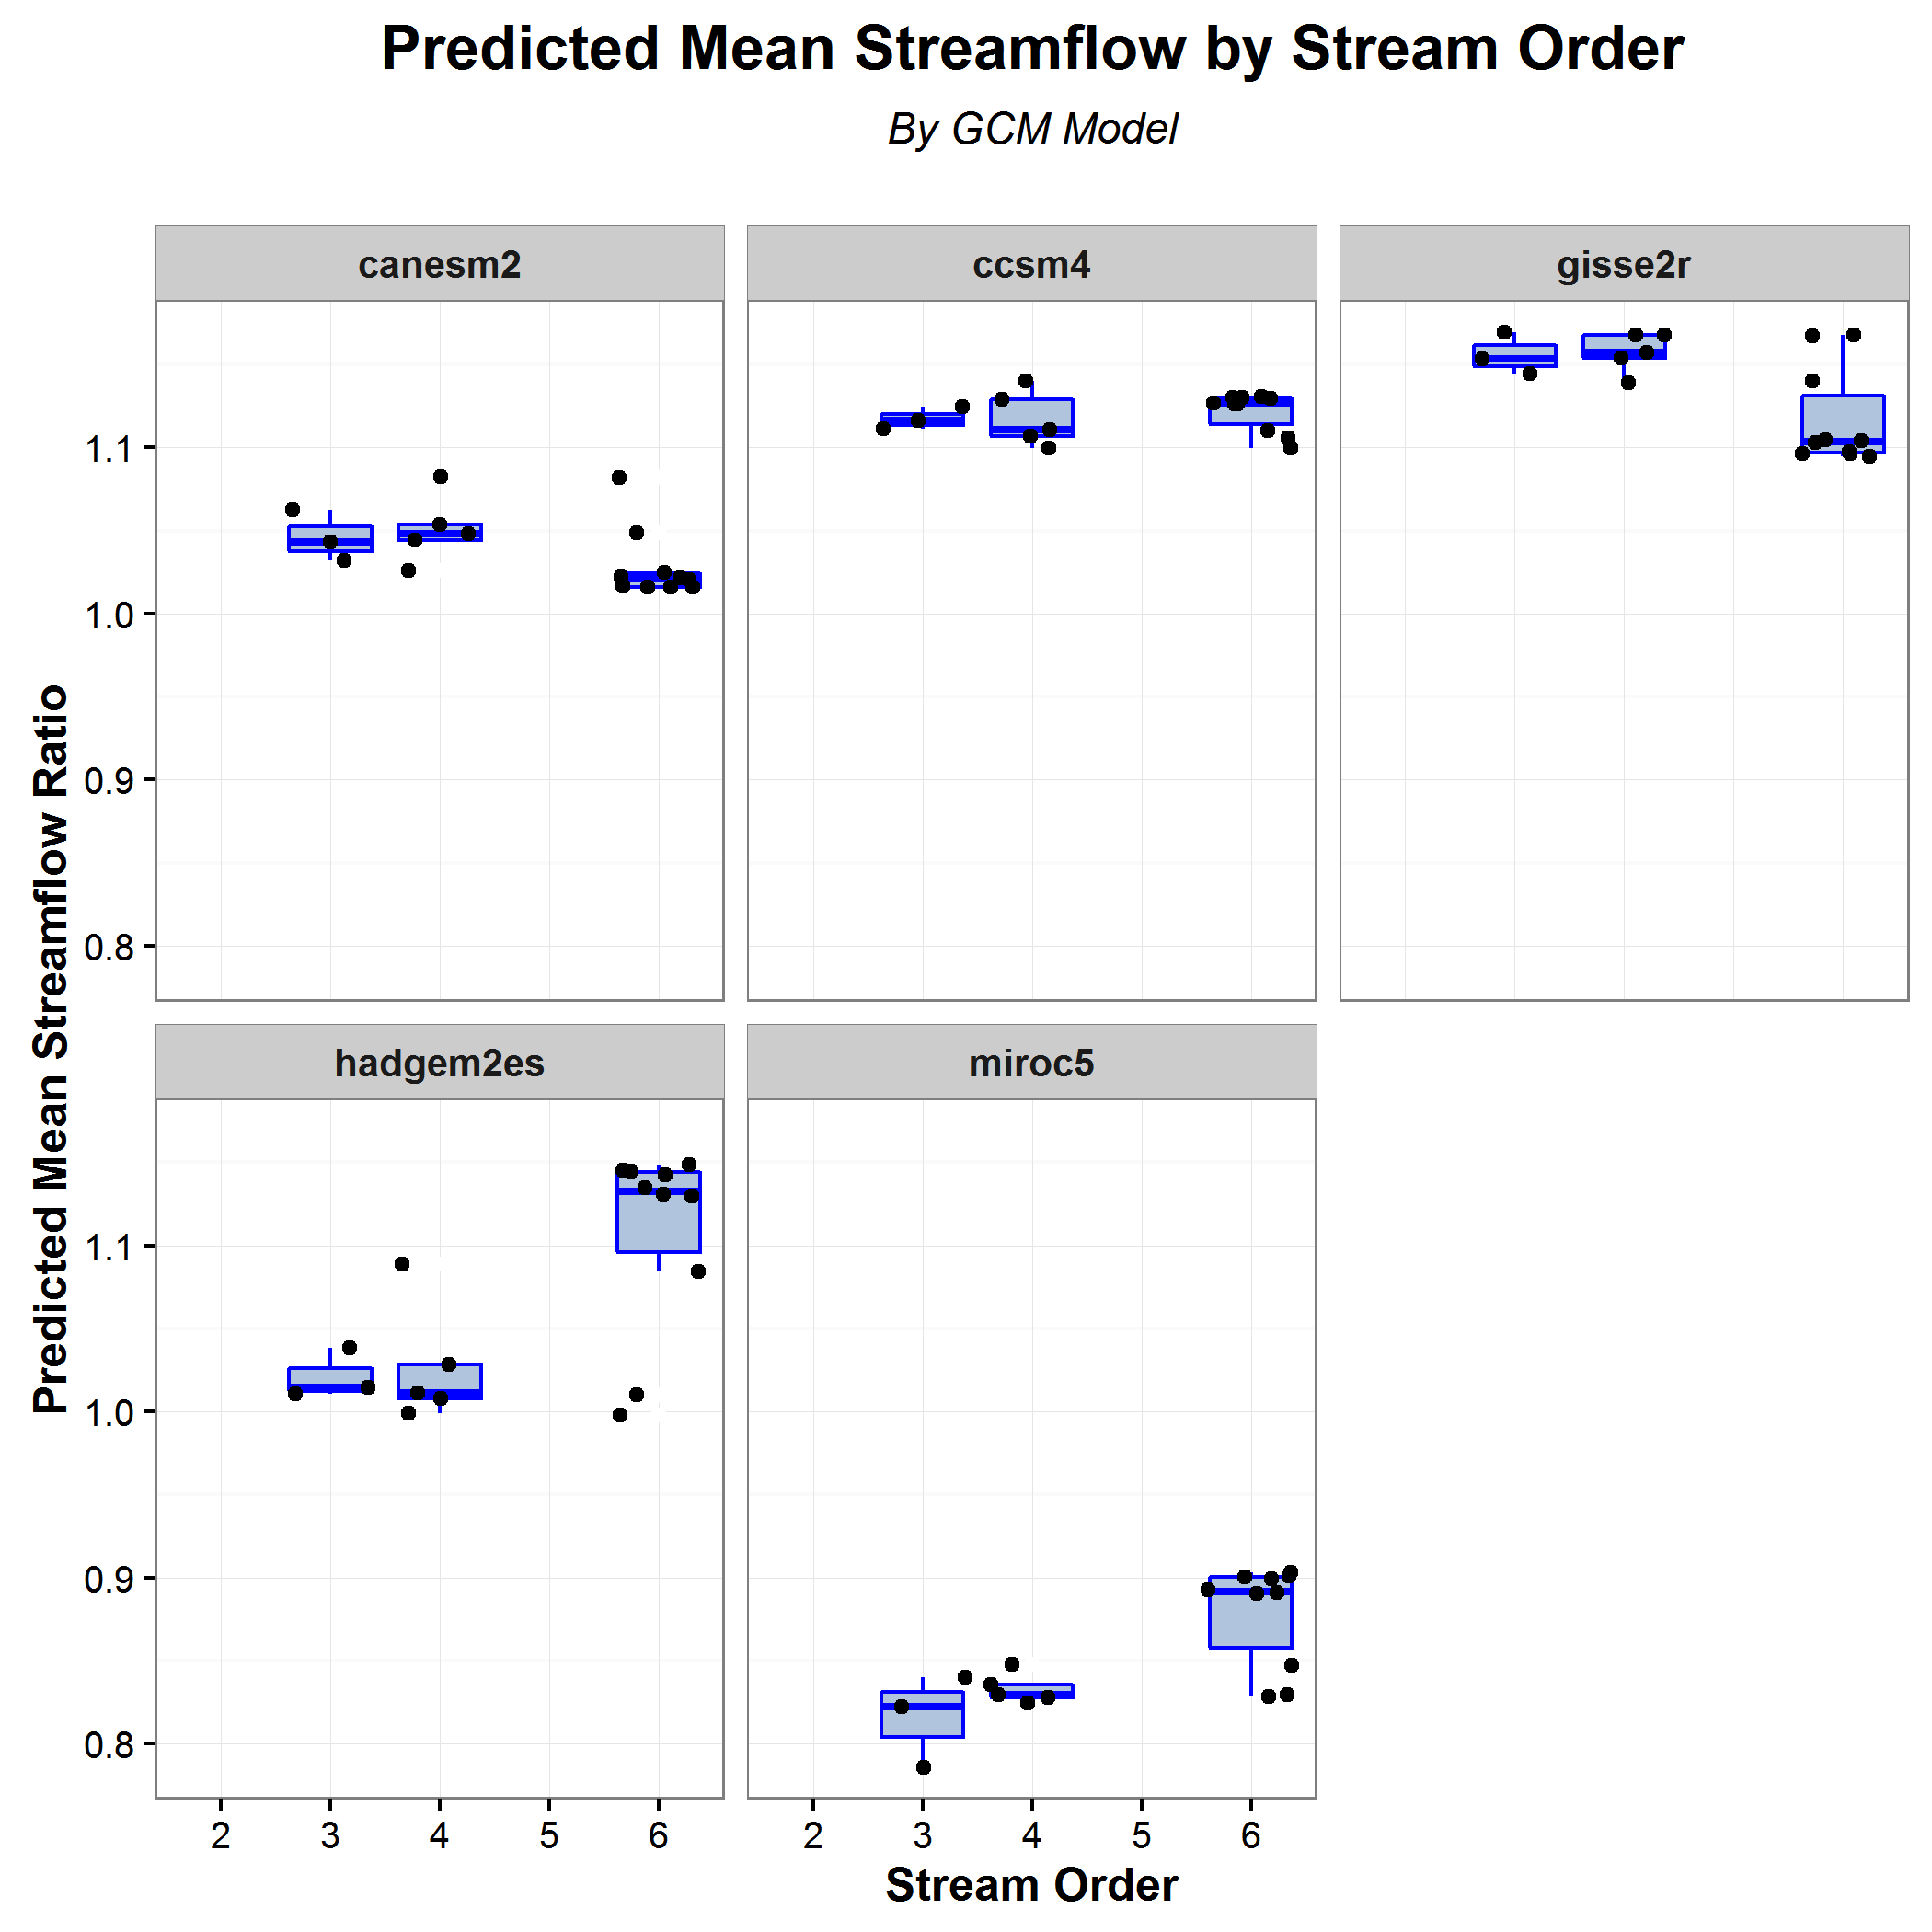 Predicted Mean Streamflow by Stream Order
By GCM Model
canesm2
ccsm4
gisse2r
1.1
1.0
0.9
0.8
Predicted Mean Streamflow Ratio
hadgem2es
miroc5
1.1
1.0
0.9
0.8
2 3 4 5 6
2 3 4 5 6
Stream Order